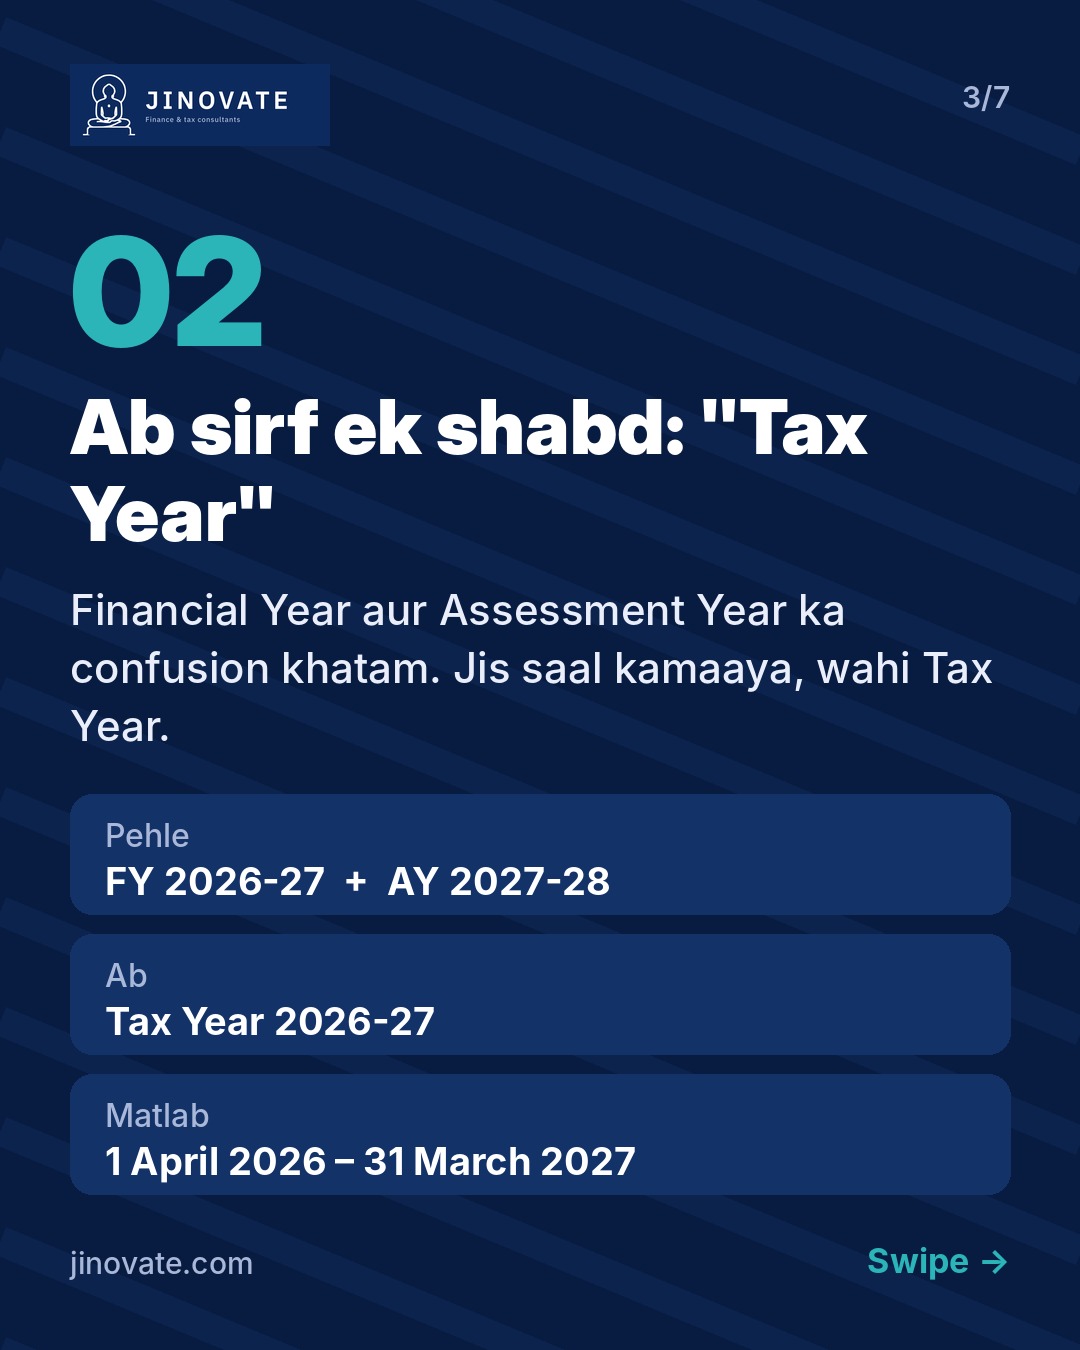 JINOVATE
Finance & tax consultants
3/7
02
Ab sirf ek shabd: "Tax
Year"
Financial Year aur Assessment Year ka
confusion khatam. Jis saal kamaaya, wahi Tax
Year.
Pehle
FY 2026-27 + AY 2027-28
Ab
Tax Year 2026-27
Matlab
1 April 2026 – 31 March 2027
jinovate.com
Swipe →